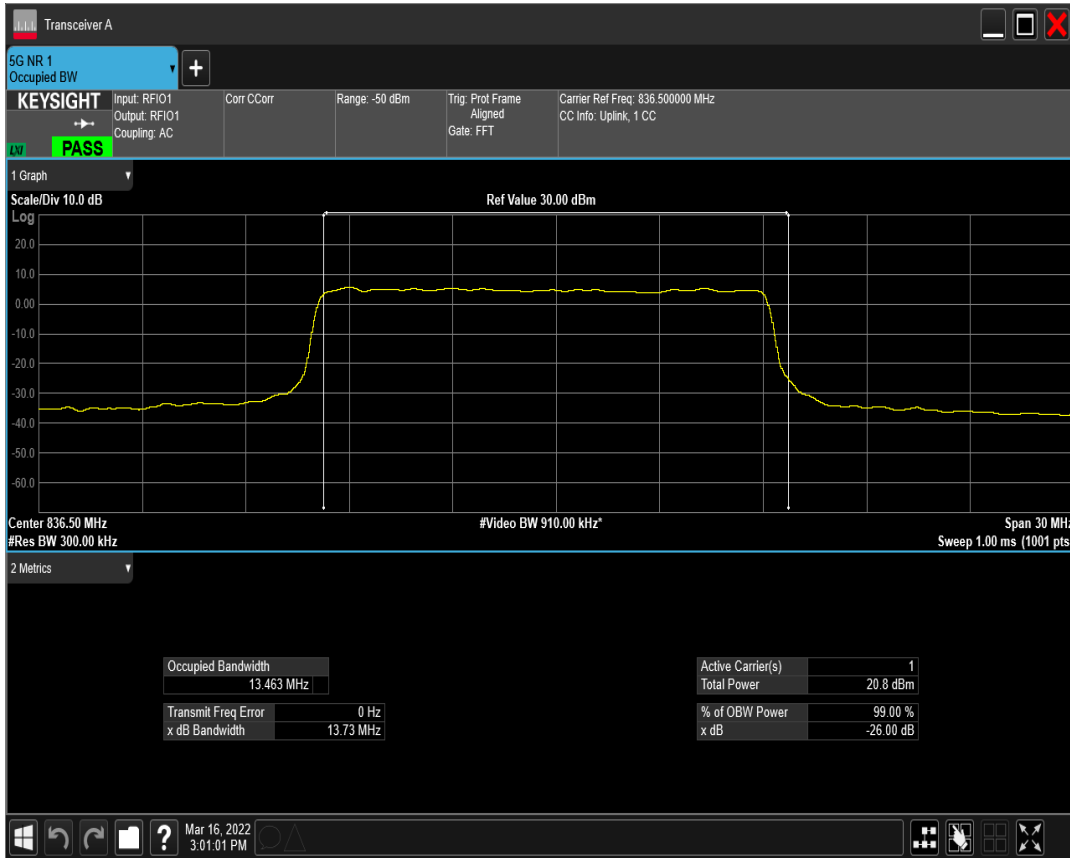 Transceiver A
5G NR 1
Occupied BW
KEYSIGHT
LXI
PASS
Input: RFIO1
Output: RFIO1
Coupling: AC
Corr CCorr
Range: -50 dBm
Trig: Prot Frame
Aligned
Gate: FFT
Carrier Ref Freq: 836.500000 MHz
CC Info: Uplink, 1 CC
1 Graph
Scale/Div 10.0 dB
Ref Value 30.00 dBm
Log
20.0
10.0
0.00
-10.0
-20.0
-30.0
-40.0
-50.0
-60.0
Center 836.50 MHz
#Video BW 910.00 kHz*
Span 30 MHz
#Res BW 300.00 kHz
Sweep 1.00 ms (1001 pts
2 Metrics
Occupied Bandwidth
13.463 MHz
Transmit Freq Error 0 Hz
x dB Bandwidth 13.73 MHz
Active Carrier(s) 1
Total Power 20.8 dBm
% of OBW Power 99.00 %
x dB -26.00 dB
?
Mar 16, 2022
3:01:01 PM